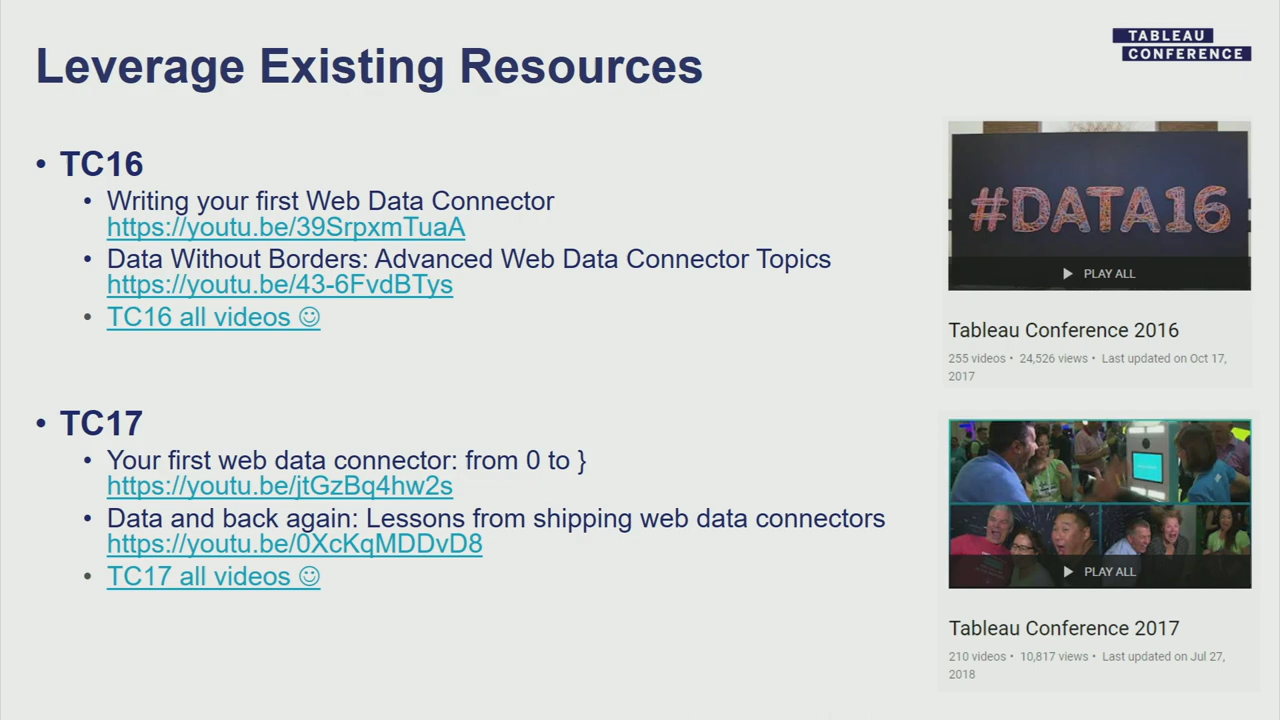 Leverage Existing Resources
TABLEAU
CONFERENCE
• TC16
• Writing your first Web Data Connector
https://youtu.be/39SrpxmTuaA
• Data Without Borders: Advanced Web Data Connector Topics
https://youtu.be/43-6FvdBTys
• TC16 all videos ☺
#DATA16
PLAY ALL
Tableau Conference 2016
255 videos • 24,526 views • Last updated on Oct 17,
2017
• TC17
• Your first web data connector: from 0 to }
https://youtu.be/jtGzBq4hw2s
• Data and back again: Lessons from shipping web data connectors
https://youtu.be/0XcKqMDDvD8
• TC17 all videos ☺
PLAY ALL
Tableau Conference 2017
210 videos • 10,817 views • Last updated on Jul 27,
2018